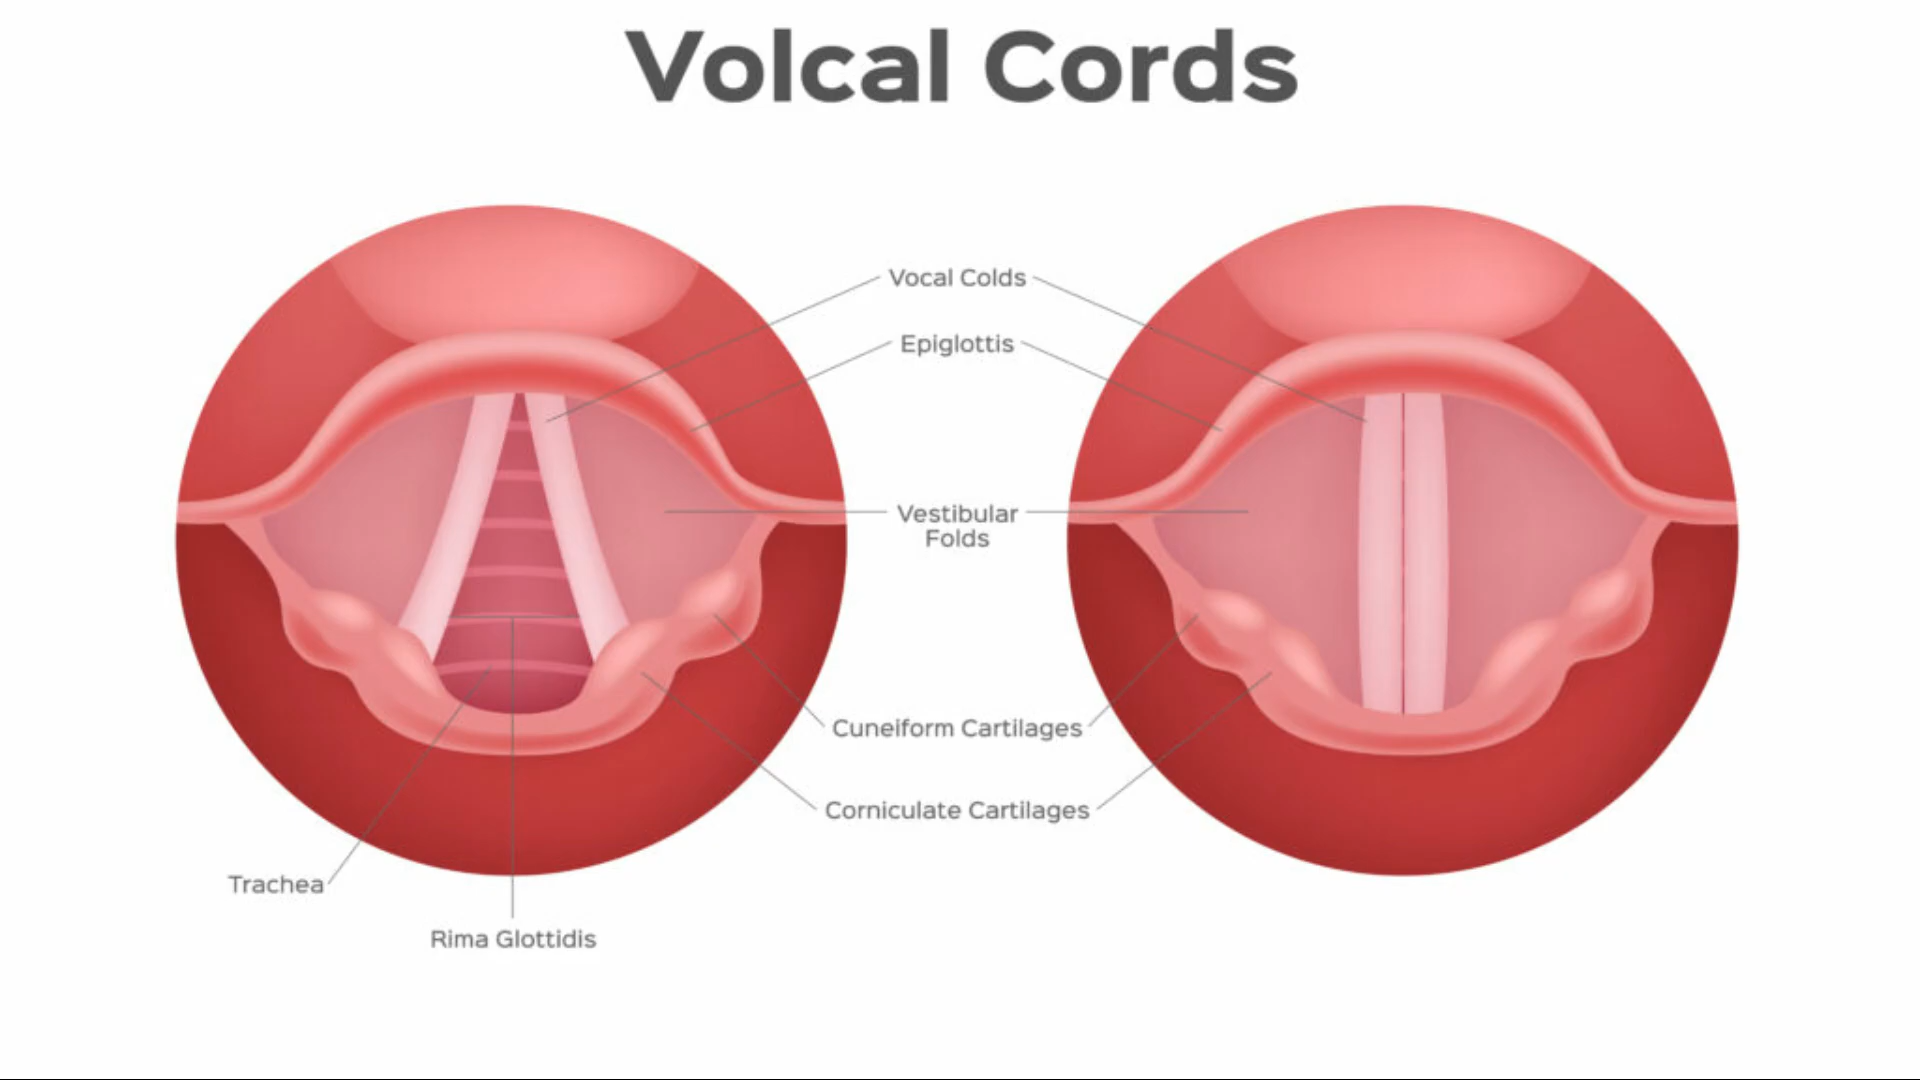 Volcal Cords
Vocal Colds
Epiglottis
Vestibular
Folds
Cuneiform Cartilages
Corniculate Cartilages
Trachea
Rima Glottidis